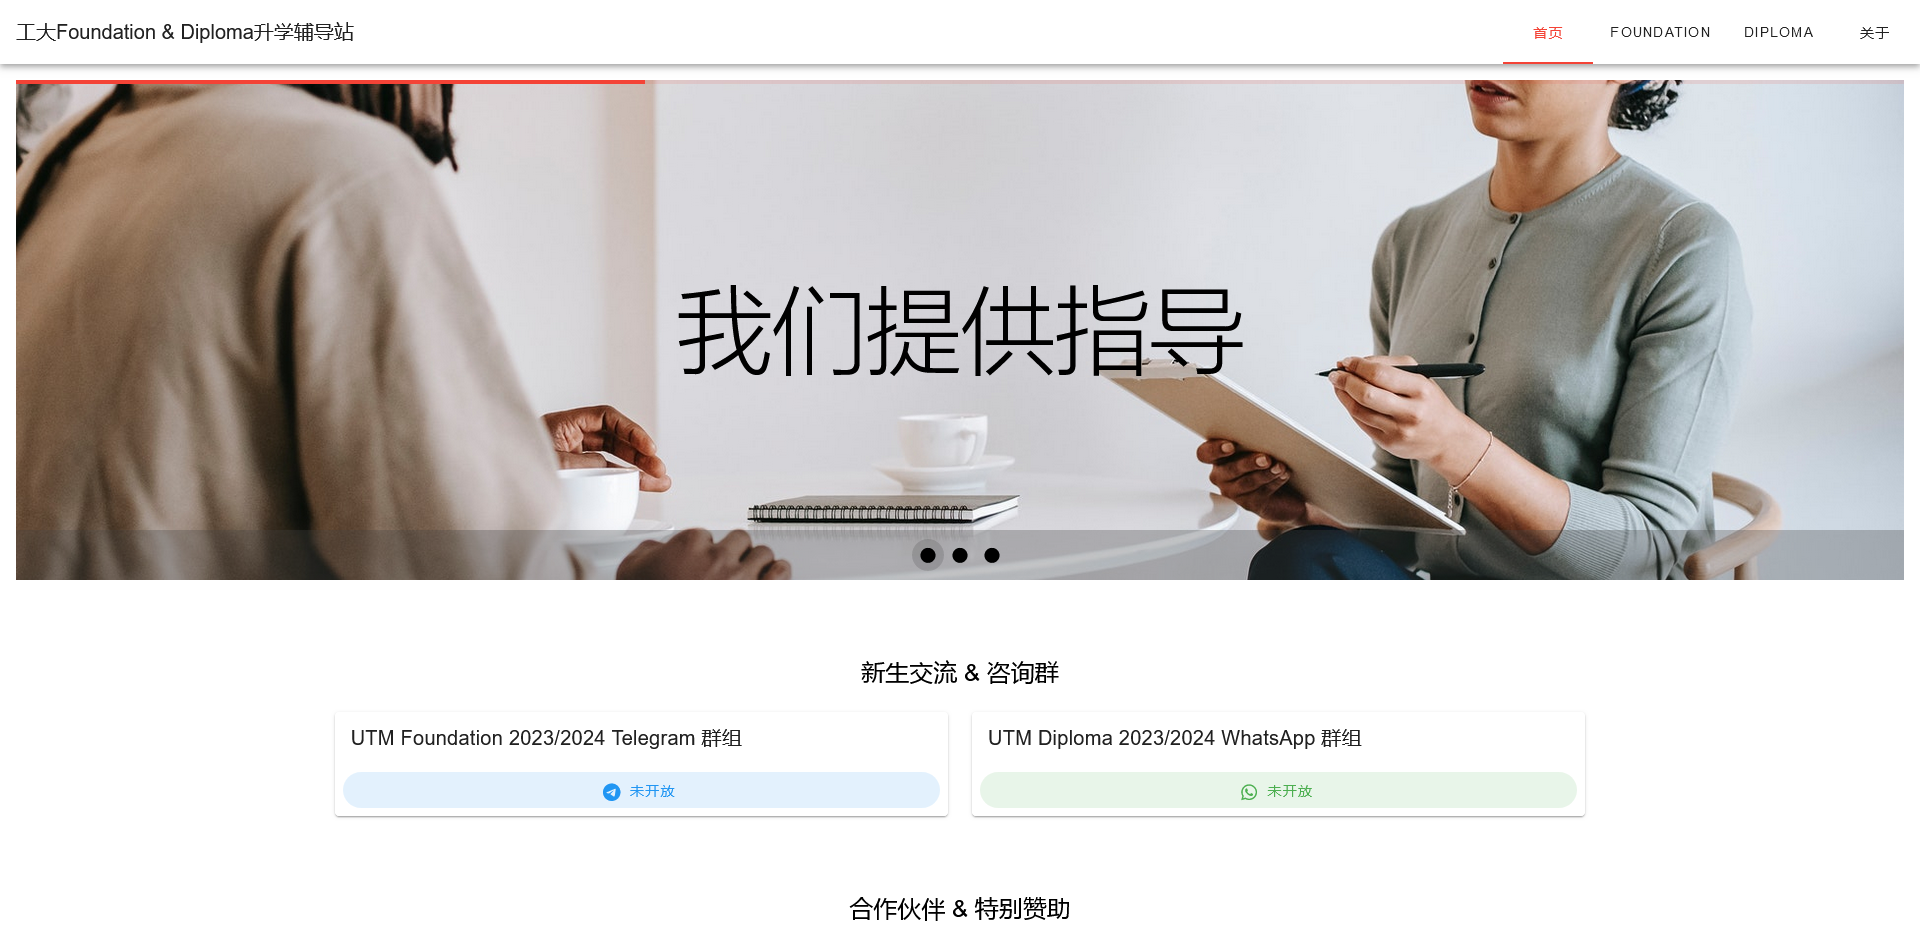 工大Foundation & Diploma升学辅导站
首页
FOUNDATION
DIPLOMA
关于
我们提供指导
新生交流 & 咨询群
UTM Foundation 2023/2024 Telegram 群组
未开放
UTM Diploma 2023/2024 WhatsApp 群组
未开放
合作伙伴 & 特别赞助